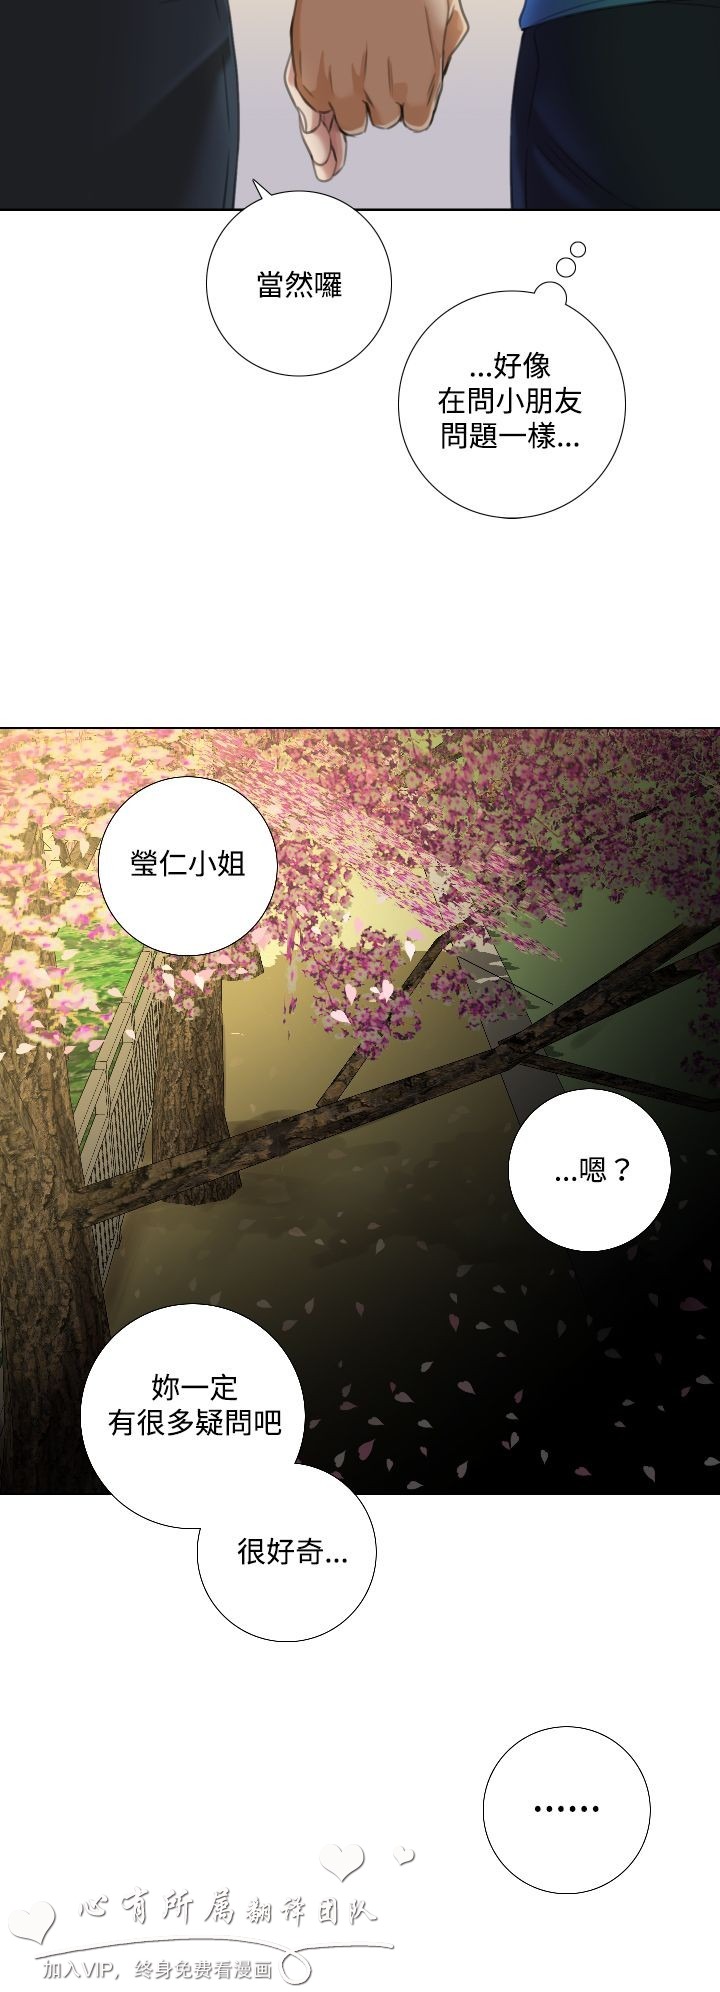 當然囉
...好像
在問小朋友
問題一樣...
瑩仁小姐
...嗯？
妳一定
有很多疑問吧
很好奇...
……
心有所属翻译团队
加入VIP，终身免费看漫画